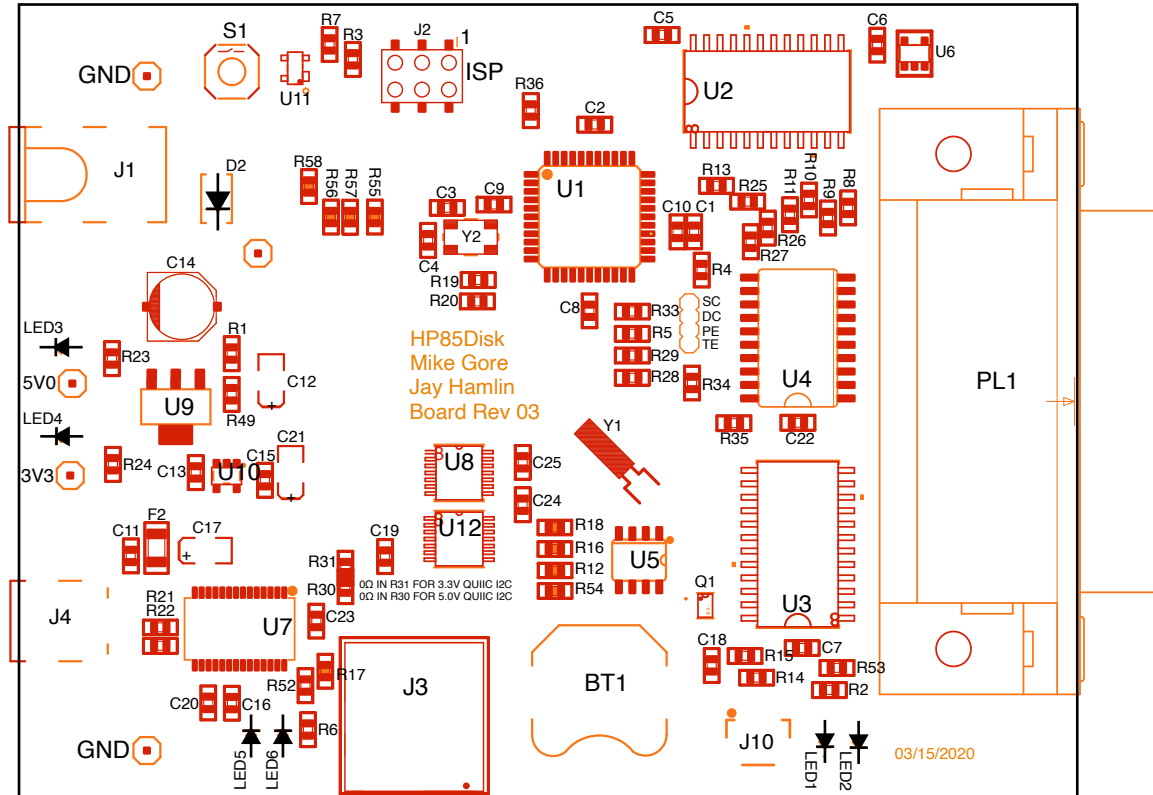 S1
R7
R3
J2
1
ISP
C5
C6
U6
GND
U11
R36
C2
U2
J1
D2
R58
R56
R57
R55
C3
C9
U1
R13
R25
R11
R10
R9
R8
C10
C1
Y2
C4
R26
R27
R4
C14
R19
R20
C8
R33
R5
R29
R28
SC
DC
PE
TE
LED3
R1
R23
HP85Disk
Mike Gore
Jay Hamlin
Board Rev 03
5V0
C12
R34
U4
PL1
U9
R49
LED4
R35
C22
Y1
C21
R24
C13
U10
C15
3V3
U8
C25
C24
+
+
+
C11
F2
C17
C19
U12
R18
R16
R12
R54
U5
R31
R30
0Ω IN R31 FOR 3.3V QUIIC I2C
0Ω IN R30 FOR 5.0V QUIIC I2C
Q1
U3
J4
R21
R22
U7
C23
R17
R52
J3
BT1
C18
R15
R14
C7
R53
R2
C20
C16
R6
GND
LED5
LED6
J10
LED1
LED2
03/15/2020